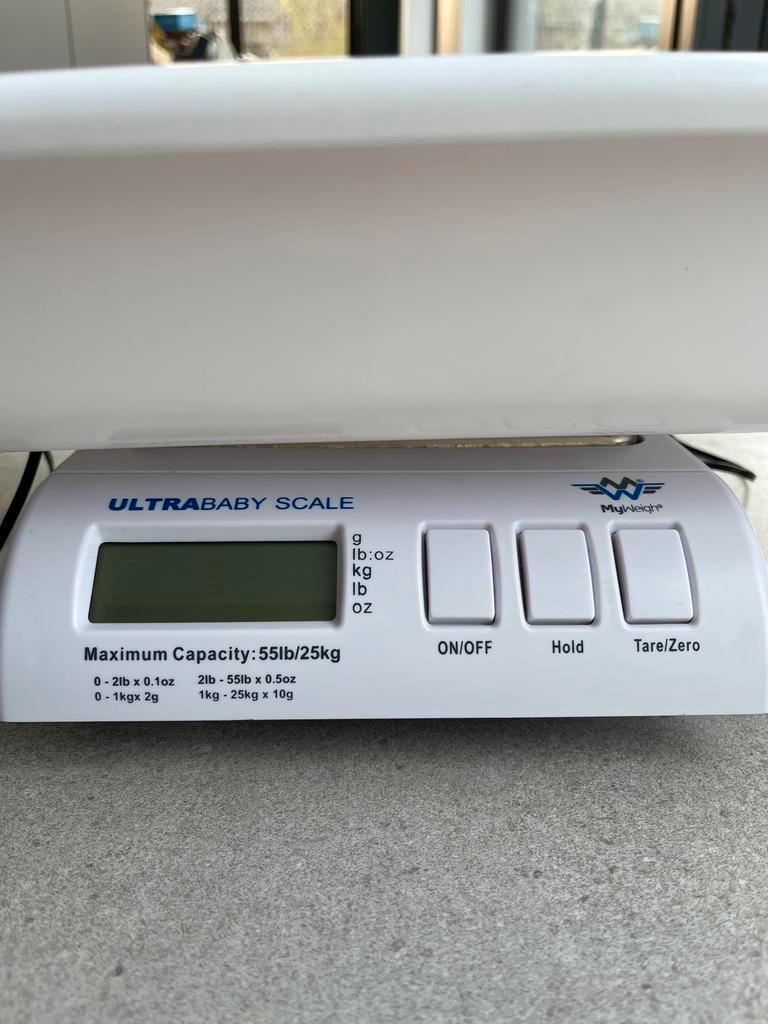 ULTRABABY SCALE
MyWeigh®
g
lb:oz
kg
lb
oz
Maximum Capacity: 55lb/25kg
0 - 2lb x 0.1oz 2lb - 55lb x 0.5oz
0 - 1kgx 2g 1kg - 25kg x 10g
ON/OFF
Hold
Tare/Zero